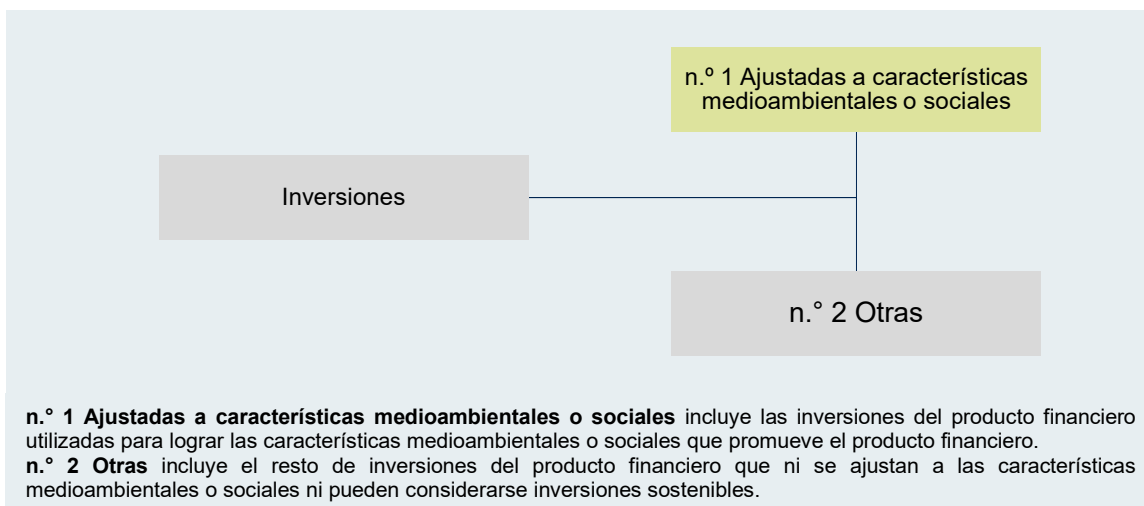 n.º 1 Ajustadas a características
medioambientales o sociales
Inversiones
n.° 2 Otras
n.° 1 Ajustadas a características medioambientales o sociales incluye las inversiones del producto financiero
utilizadas para lograr las características medioambientales o sociales que promueve el producto financiero.
n.° 2 Otras incluye el resto de inversiones del producto financiero que ni se ajustan a las características
medioambientales o sociales ni pueden considerarse inversiones sostenibles.